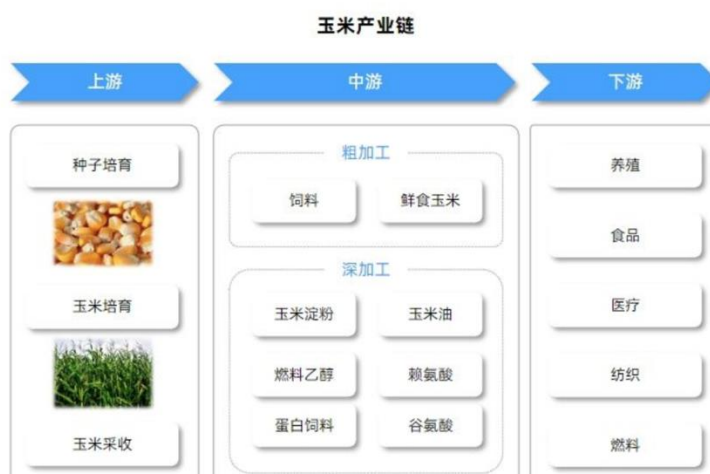 玉米产业链
上游
中游
下游
种子培育
玉米培育
玉米采收
粗加工
饲料
鲜食玉米
深加工
玉米淀粉
玉米油
燃料乙醇
赖氨酸
蛋白饲料
谷氨酸
养殖
食品
医疗
纺织
燃料